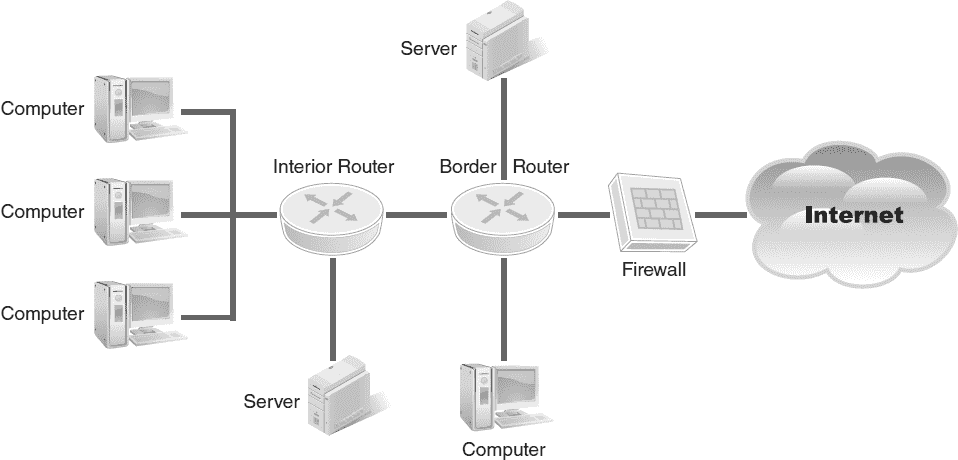 Server
Computer
Interior Router
Border Router
Computer
Internet
Firewall
Computer
Server
Computer